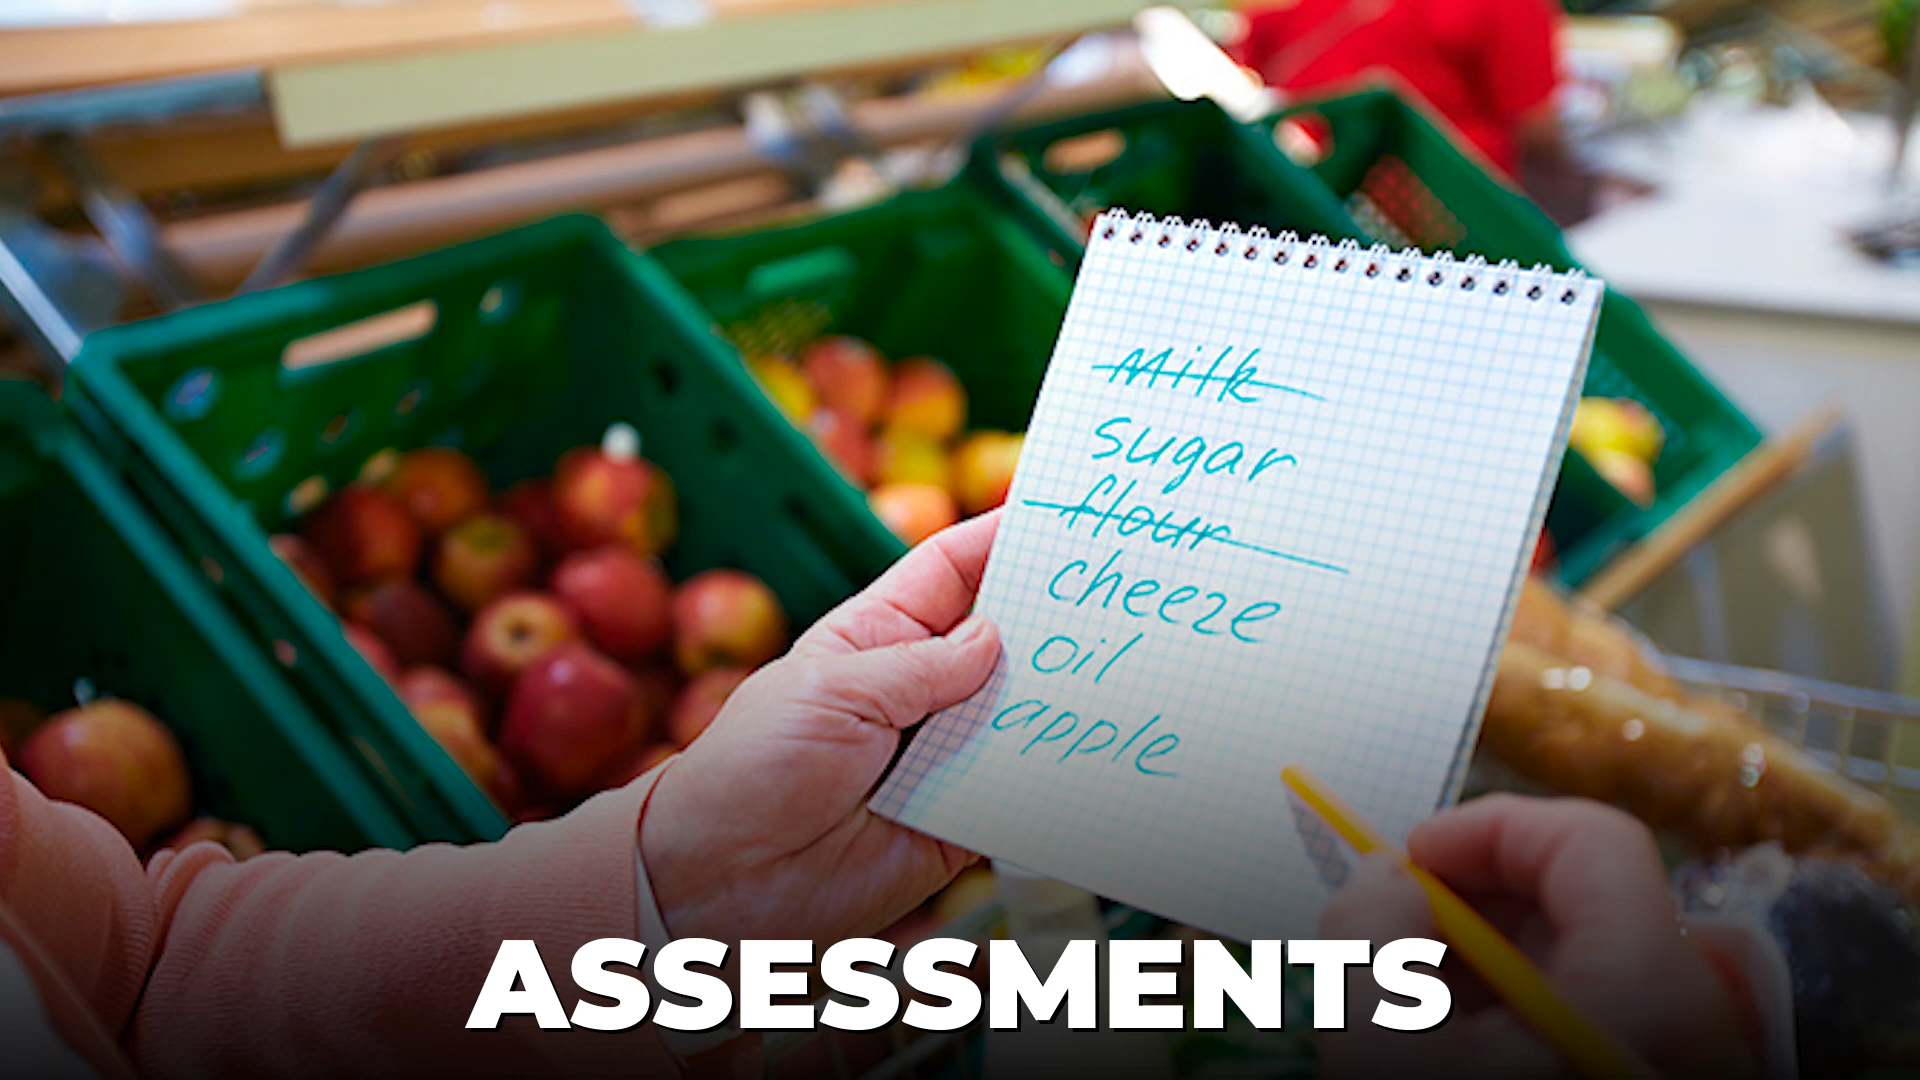 Milk
sugar
flour
cheeze
oil
apple
ASSESSMENTS